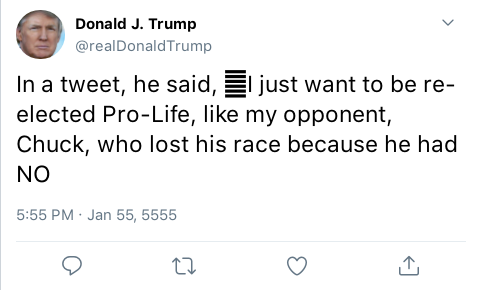 Donald J. Trump
@realDonaldTrump
In a tweet, he said, I just want to be re-
elected Pro-Life, like my opponent,
Chuck, who lost his race because he had
NO
5:55 PM · Jan 55, 5555